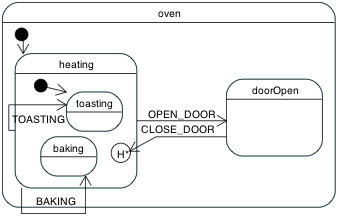 oven
heating
toasting
doorOpen
OPEN_DOOR
TOASTING
CLOSE_DOOR
baking
H*
BAKING